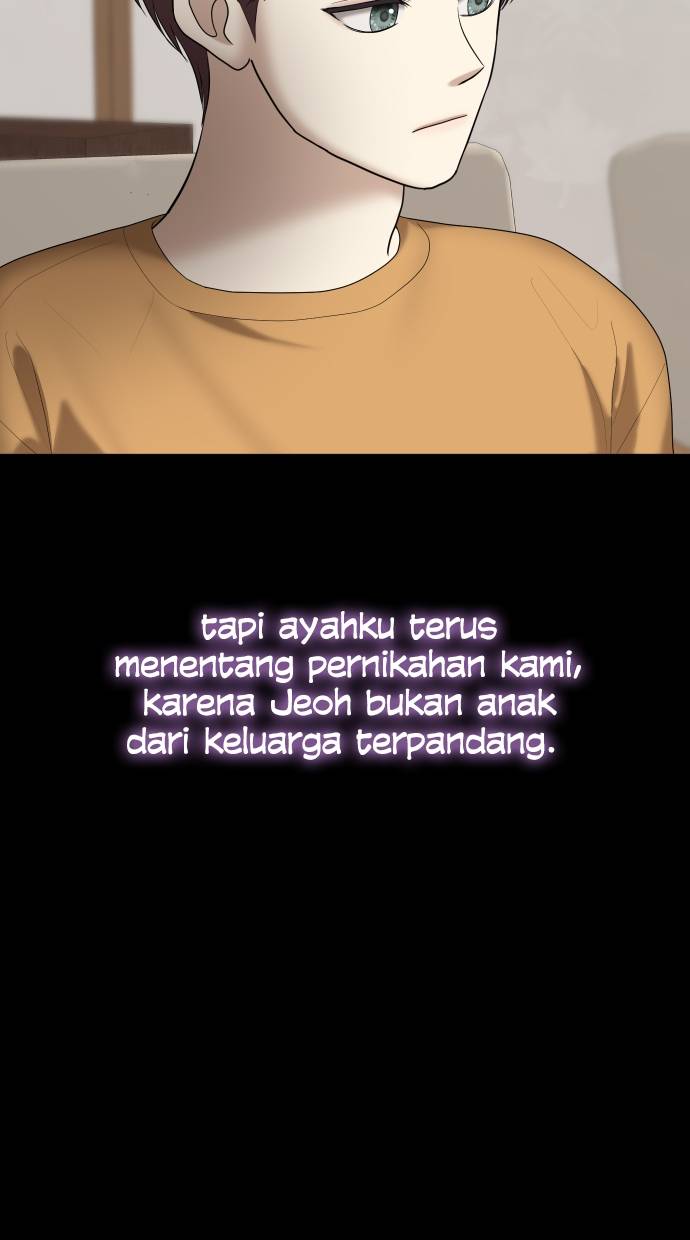 tapi ayahku terus
menentang pernikahan kami,
karena Jeoh bukan anak
dari keluarga terpandang.